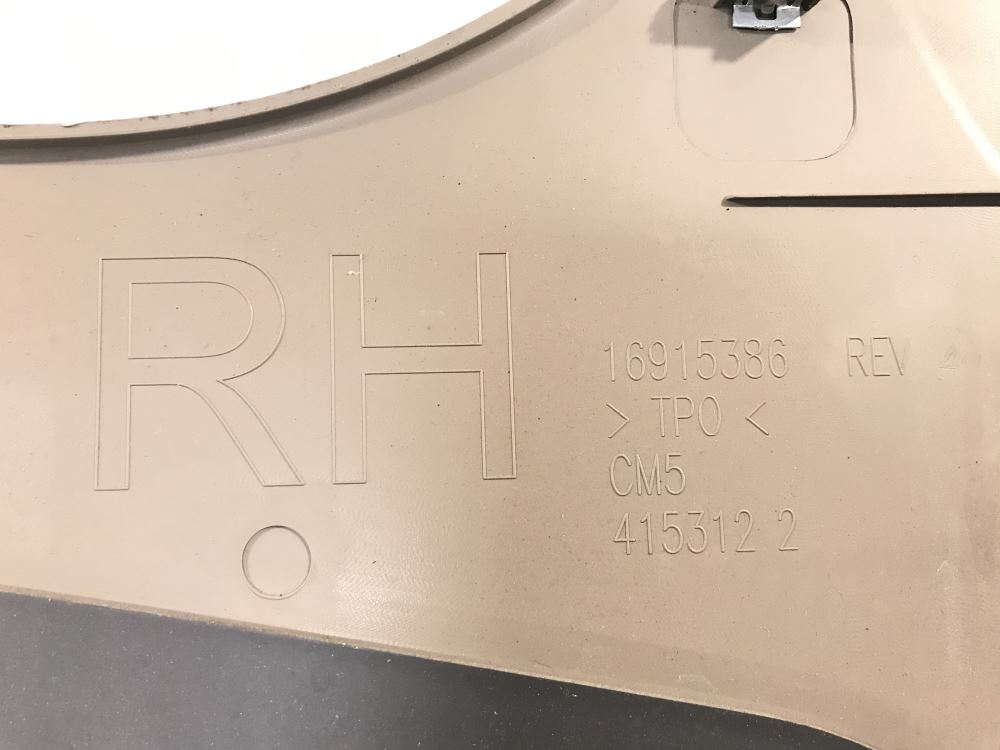 RH
16915386 REV
> TPO <
CM5
415312 2